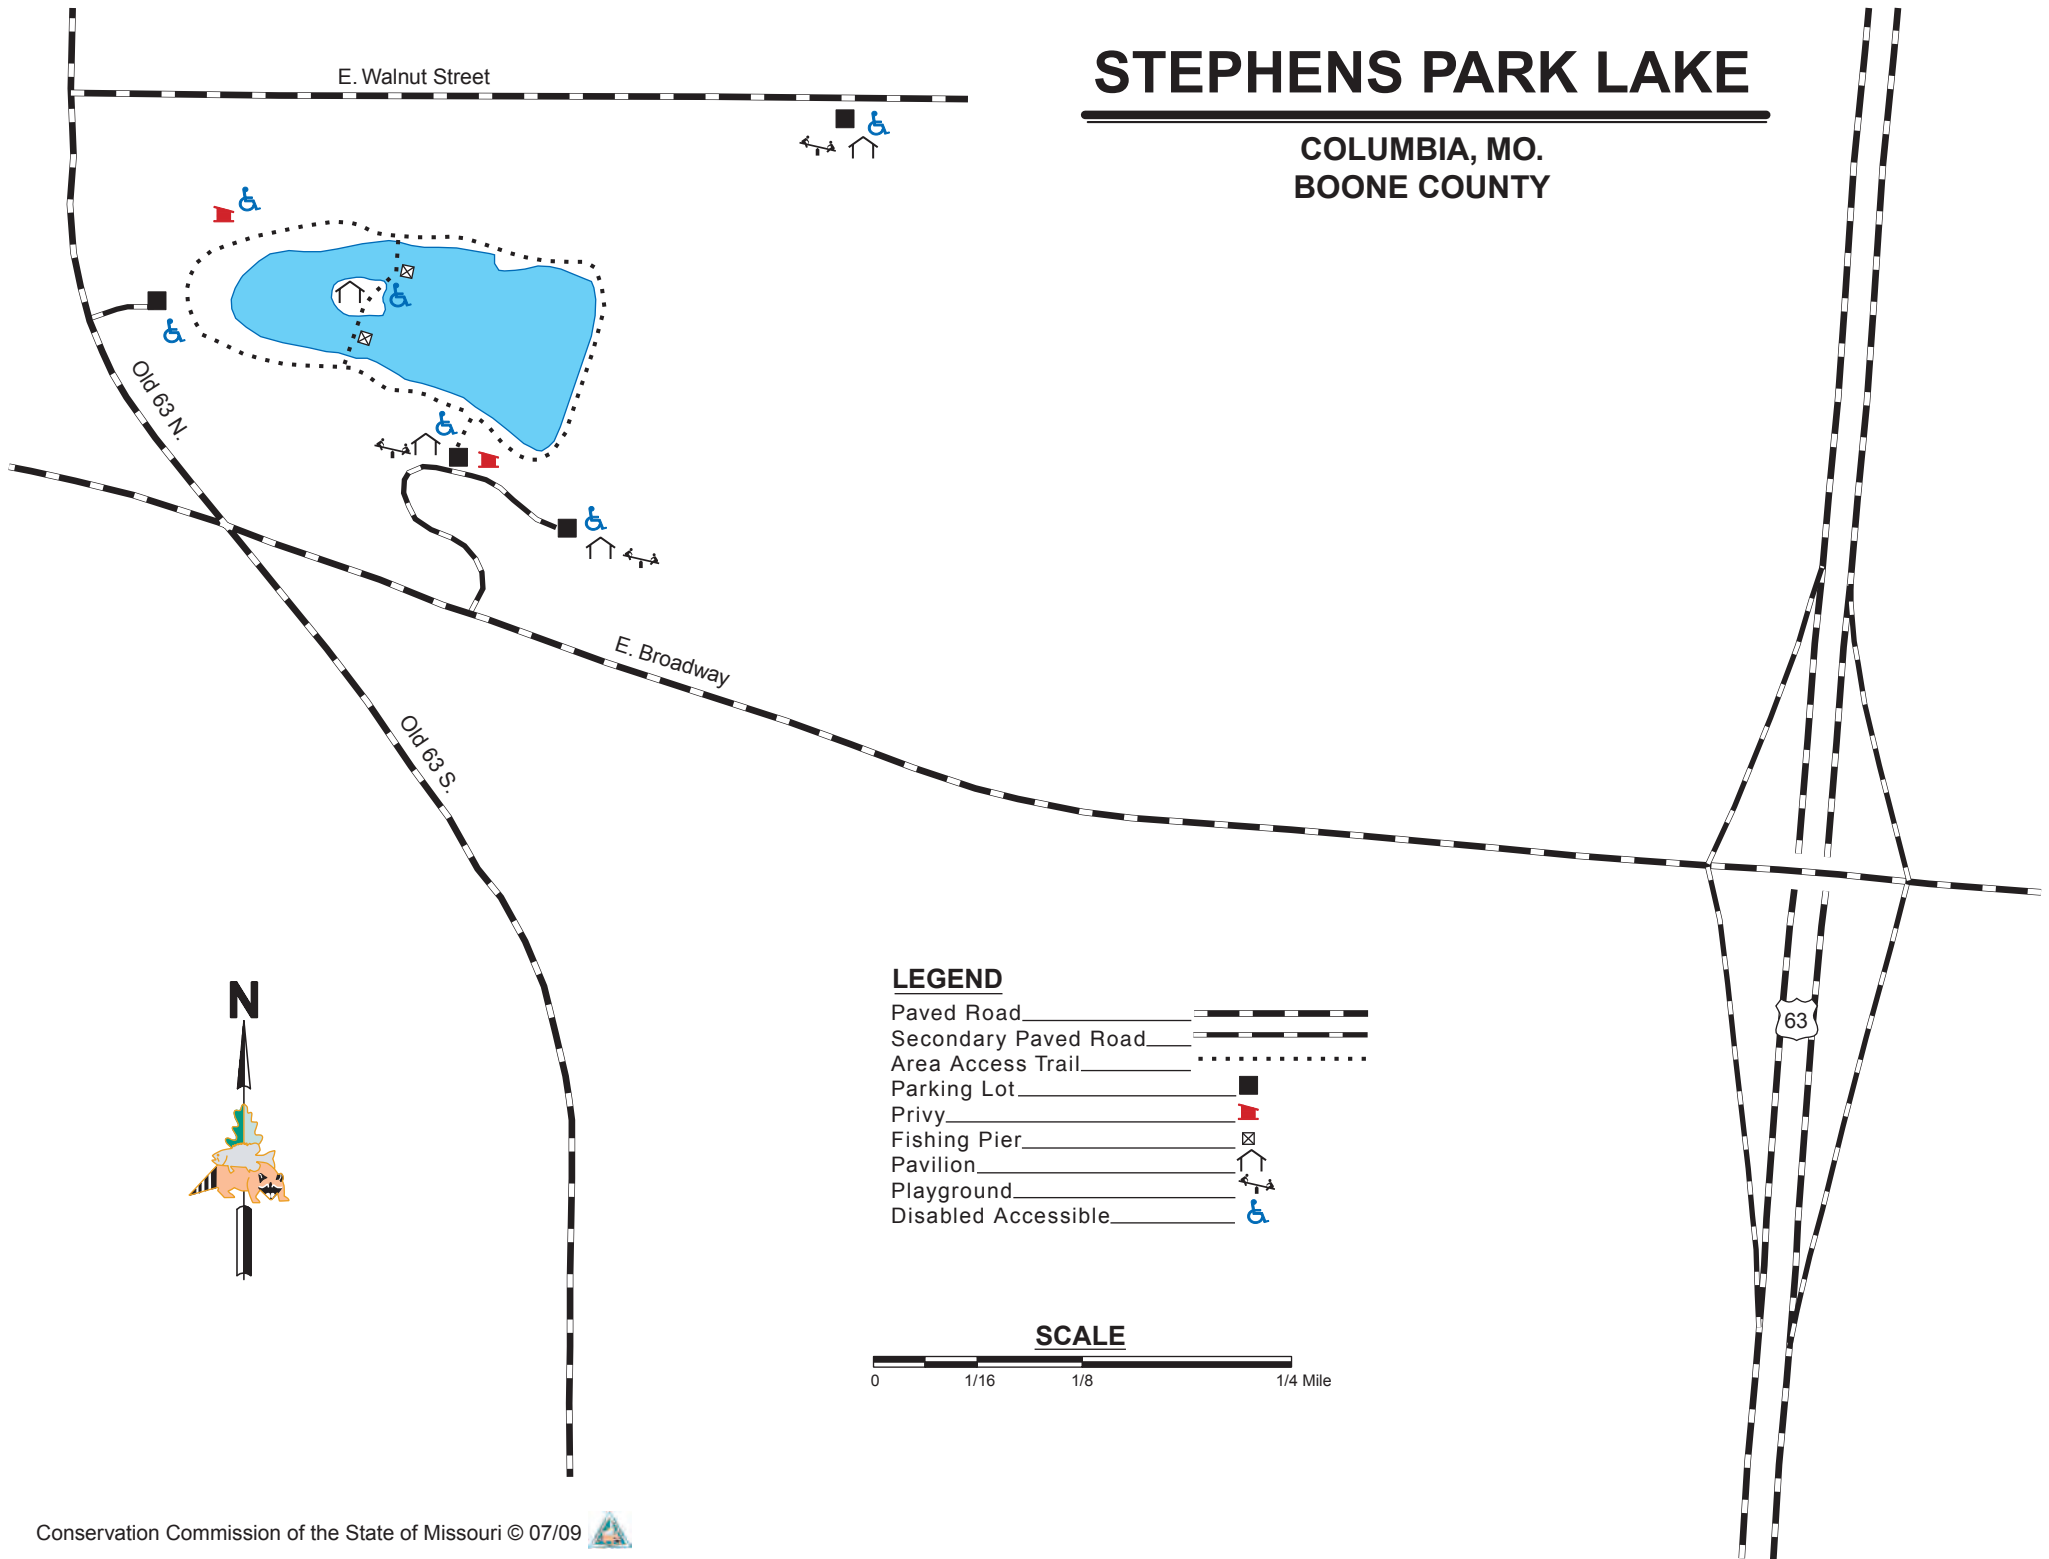 E. Walnut Street
STEPHENS PARK LAKE
COLUMBIA, MO.
BOONE COUNTY
Old 63 N.
E. Broadway
Old 63 S.
N
63
LEGEND
Paved Road
Secondary Paved Road
Area Access Trail
Parking Lot
Privy
Fishing Pier
Pavilion
Playground
Disabled Accessible
SCALE
0 1/16 1/8 1/4 Mile
Conservation Commission of the State of Missouri © 07/09